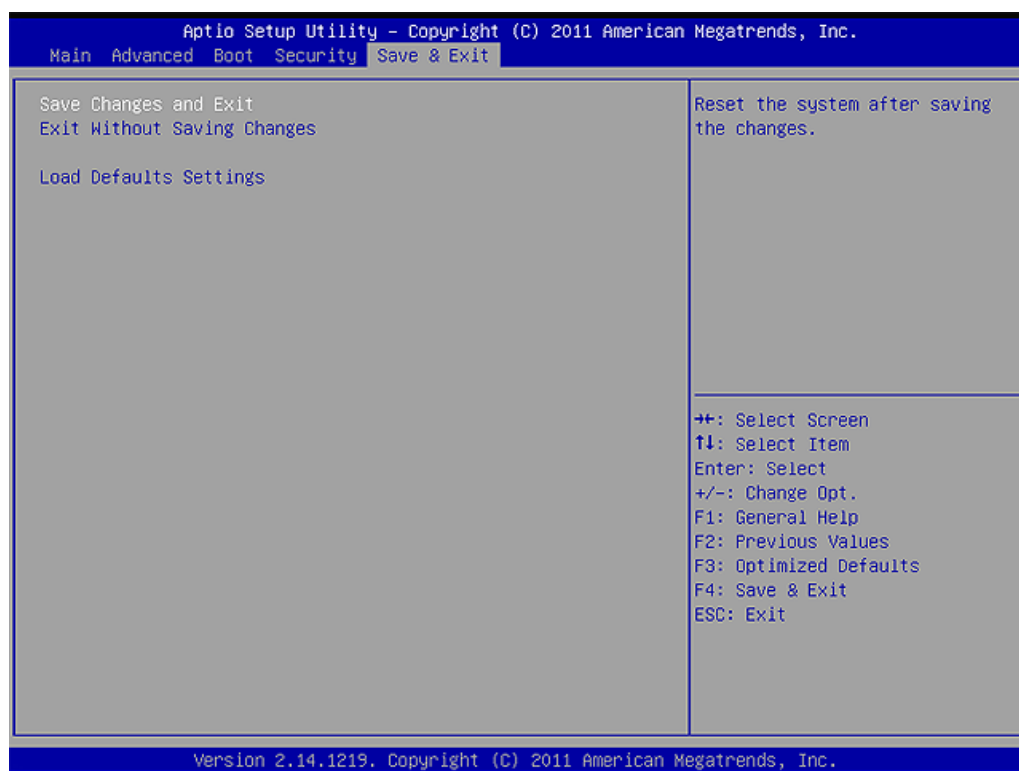 Aptio Setup Utility – Copyright (C) 2011 American Megatrends, Inc.
Main Advanced Boot Security Save & Exit
Save Changes and Exit
Exit Without Saving Changes
Load Defaults Settings
Reset the system after saving
the changes.
→←: Select Screen
↑↓: Select Item
Enter: Select
+/-: Change Opt.
F1: General Help
F2: Previous Values
F3: Optimized Defaults
F4: Save & Exit
ESC: Exit
Version 2.14.1219. Copyright (C) 2011 American Megatrends, Inc.